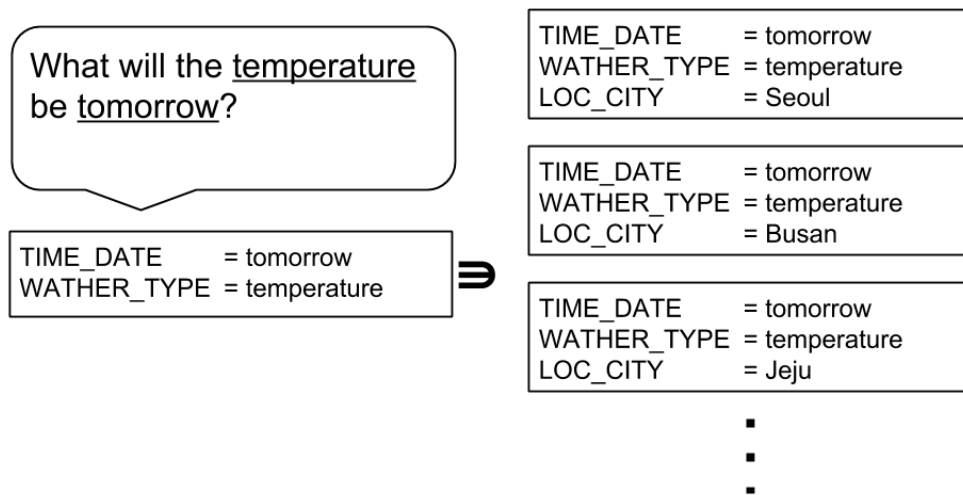 What will the temperature
be tomorrow?
TIME_DATE = tomorrow
WATHER_TYPE = temperature
∋
TIME_DATE = tomorrow
WATHER_TYPE = temperature
LOC_CITY = Seoul
TIME_DATE = tomorrow
WATHER_TYPE = temperature
LOC_CITY = Busan
TIME_DATE = tomorrow
WATHER_TYPE = temperature
LOC_CITY = Jeju